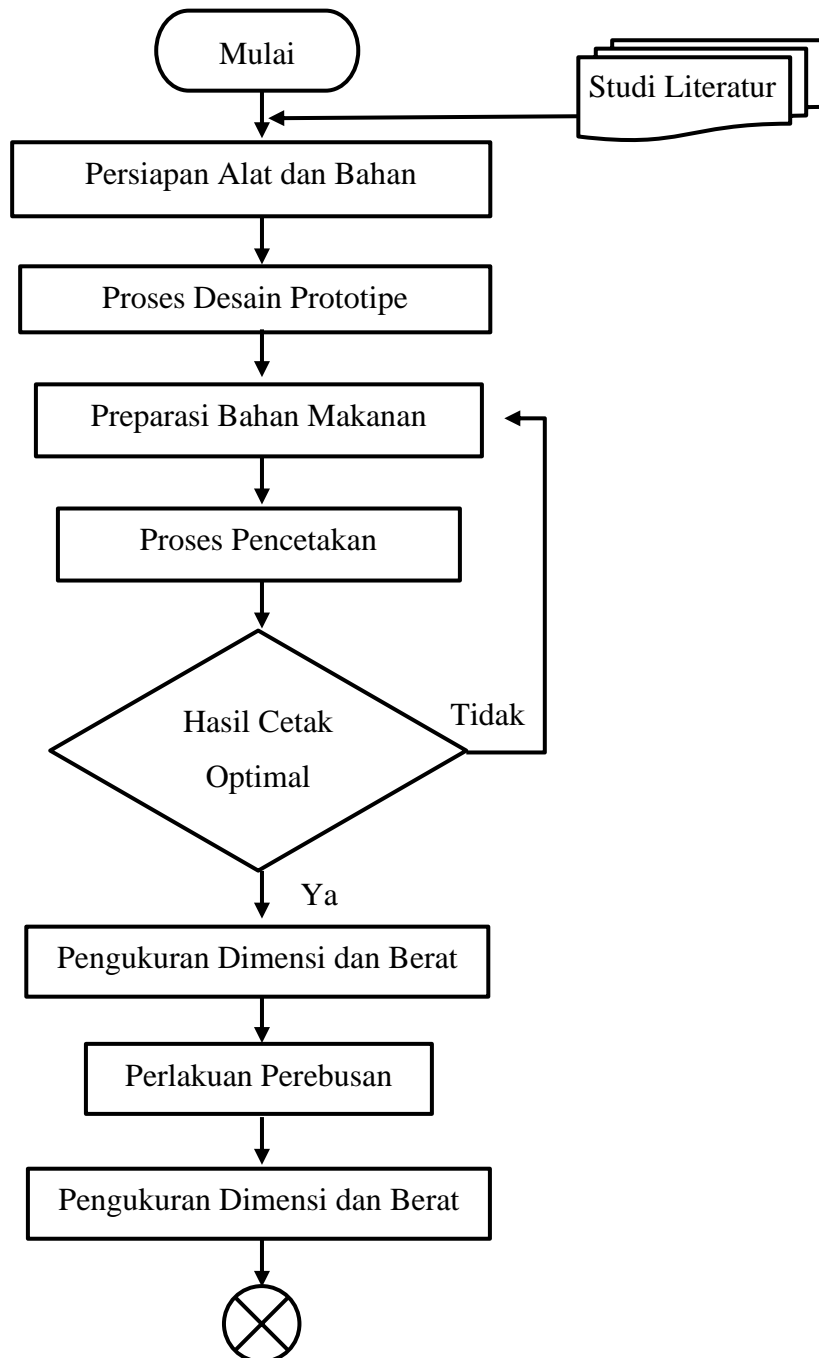 Mulai
Studi Literatur
Persiapan Alat dan Bahan
Proses Desain Prototipe
Preparasi Bahan Makanan
Proses Pencetakan
Hasil Cetak
Optimal
Tidak
Ya
Pengukuran Dimensi dan Berat
Perlakuan Perebusan
Pengukuran Dimensi dan Berat